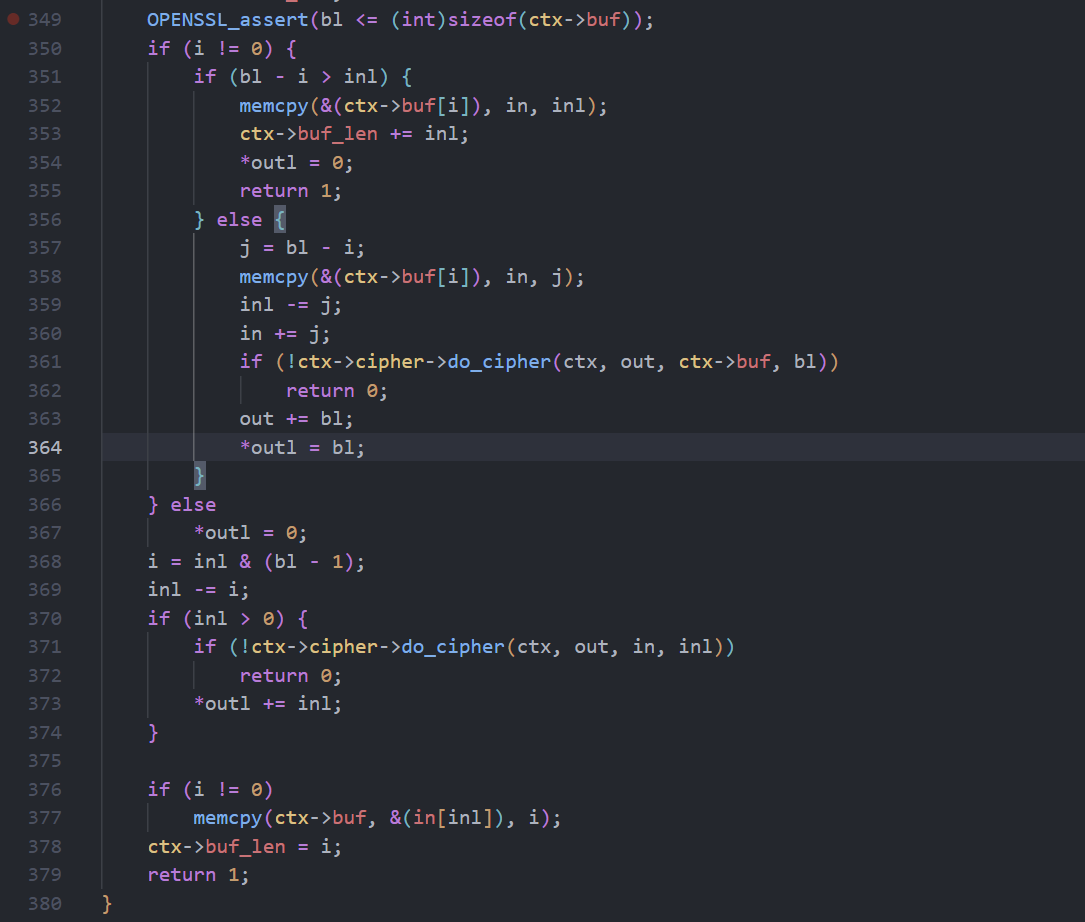 349 OPENSSL_assert(bl <= (int)sizeof(ctx->buf));
350 if (i != 0) {
351 if (bl - i > inl) {
352 memcpy(&(ctx->buf[i]), in, inl);
353 ctx->buf_len += inl;
354 *outl = 0;
355 return 1;
356 } else {
357 j = bl - i;
358 memcpy(&(ctx->buf[i]), in, j);
359 inl -= j;
360 in += j;
361 if (!ctx->cipher->do_cipher(ctx, out, ctx->buf, bl))
362 return 0;
363 out += bl;
364 *outl = bl;
365 }
366 } else
367 *outl = 0;
368 i = inl & (bl - 1);
369 inl -= i;
370 if (inl > 0) {
371 if (!ctx->cipher->do_cipher(ctx, out, in, inl))
372 return 0;
373 *outl += inl;
374 }
375
376 if (i != 0)
377 memcpy(ctx->buf, &(in[inl]), i);
378 ctx->buf_len = i;
379 return 1;
380 }